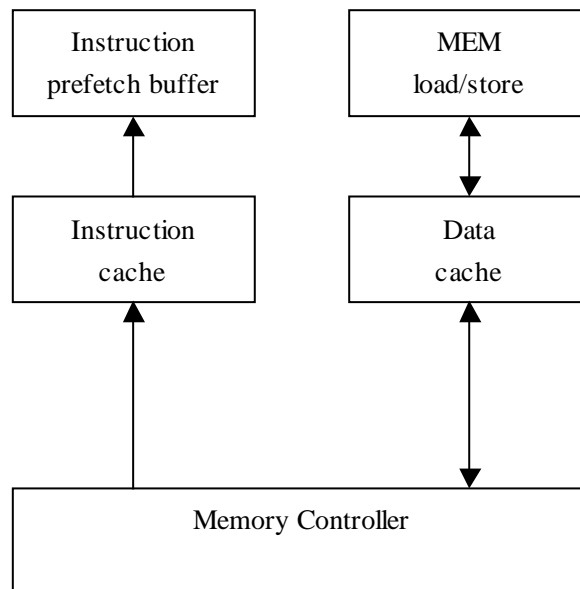 Instruction
prefetch buffer
MEM
load/store
Instruction
cache
Data
cache
Memory Controller